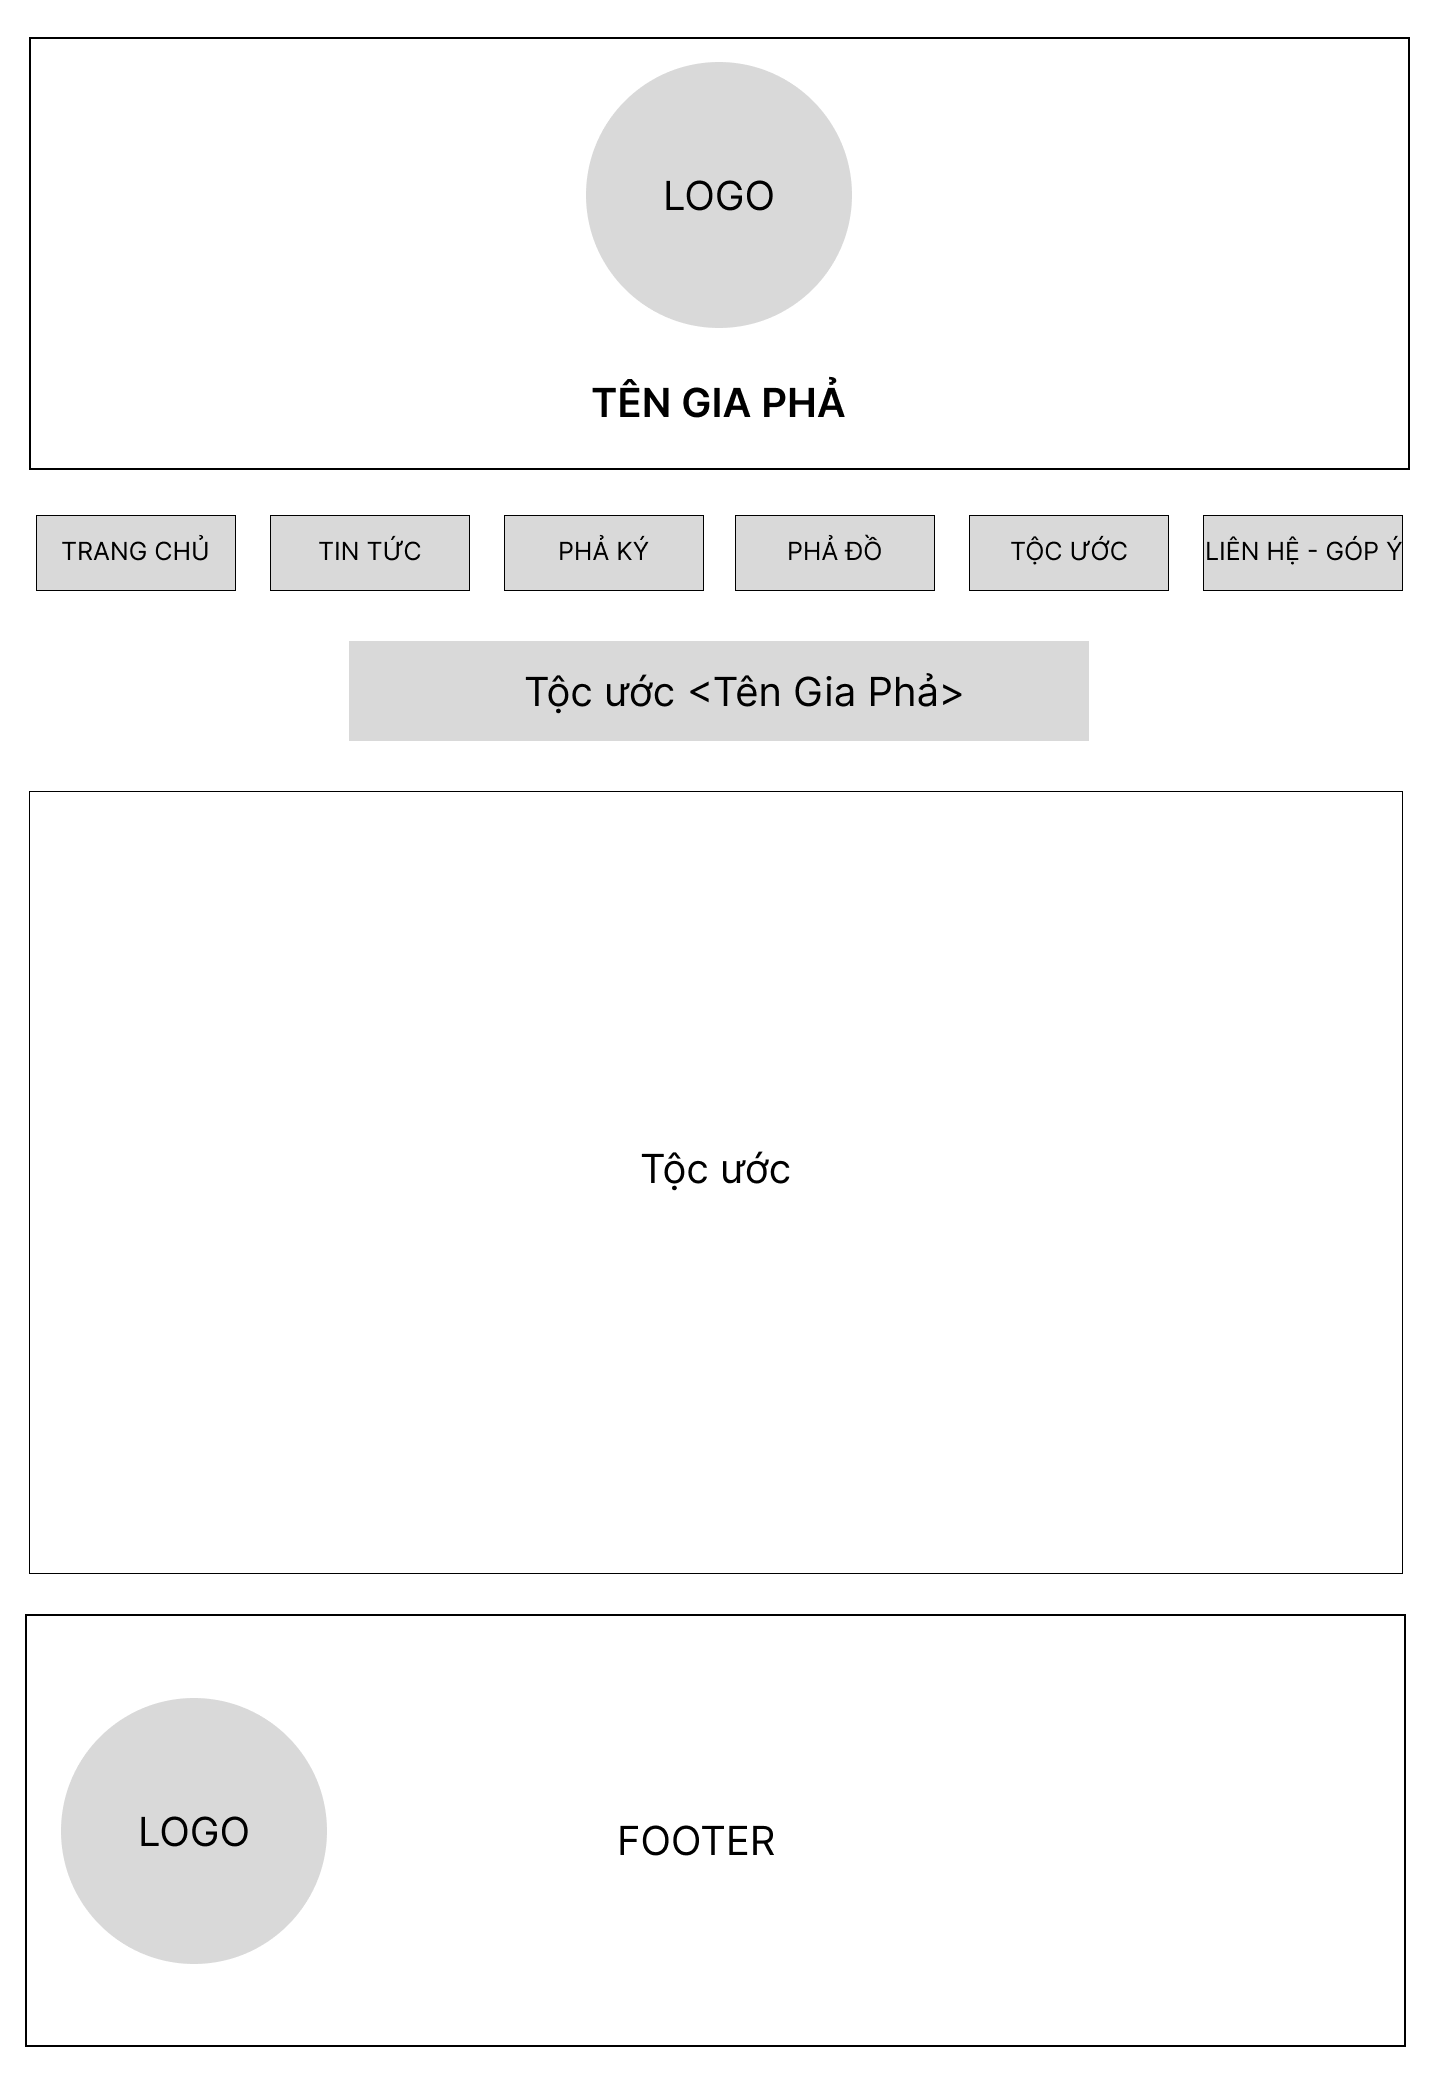 LOGO
TÊN GIA PHẢ
TRANG CHỦ
TIN TỨC
PHẢ KÝ
PHẢ ĐỒ
TỘC ƯỚC
LIÊN HỆ - GÓP Ý
Tộc ước <Tên Gia Phả>
Tộc ước
LOGO
FOOTER